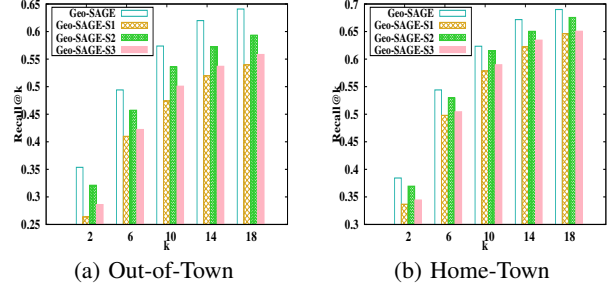 Geo-SAGE
Geo-SAGE-S1
Geo-SAGE-S2
Geo-SAGE-S3
Recall@k
0.65
0.6
0.55
0.5
0.45
0.4
0.35
0.3
0.25
2 6 10 14 18
k
(a) Out-of-Town
Geo-SAGE
Geo-SAGE-S1
Geo-SAGE-S2
Geo-SAGE-S3
Recall@k
0.7
0.65
0.6
0.55
0.5
0.45
0.4
0.35
0.3
2 6 10 14 18
k
(b) Home-Town